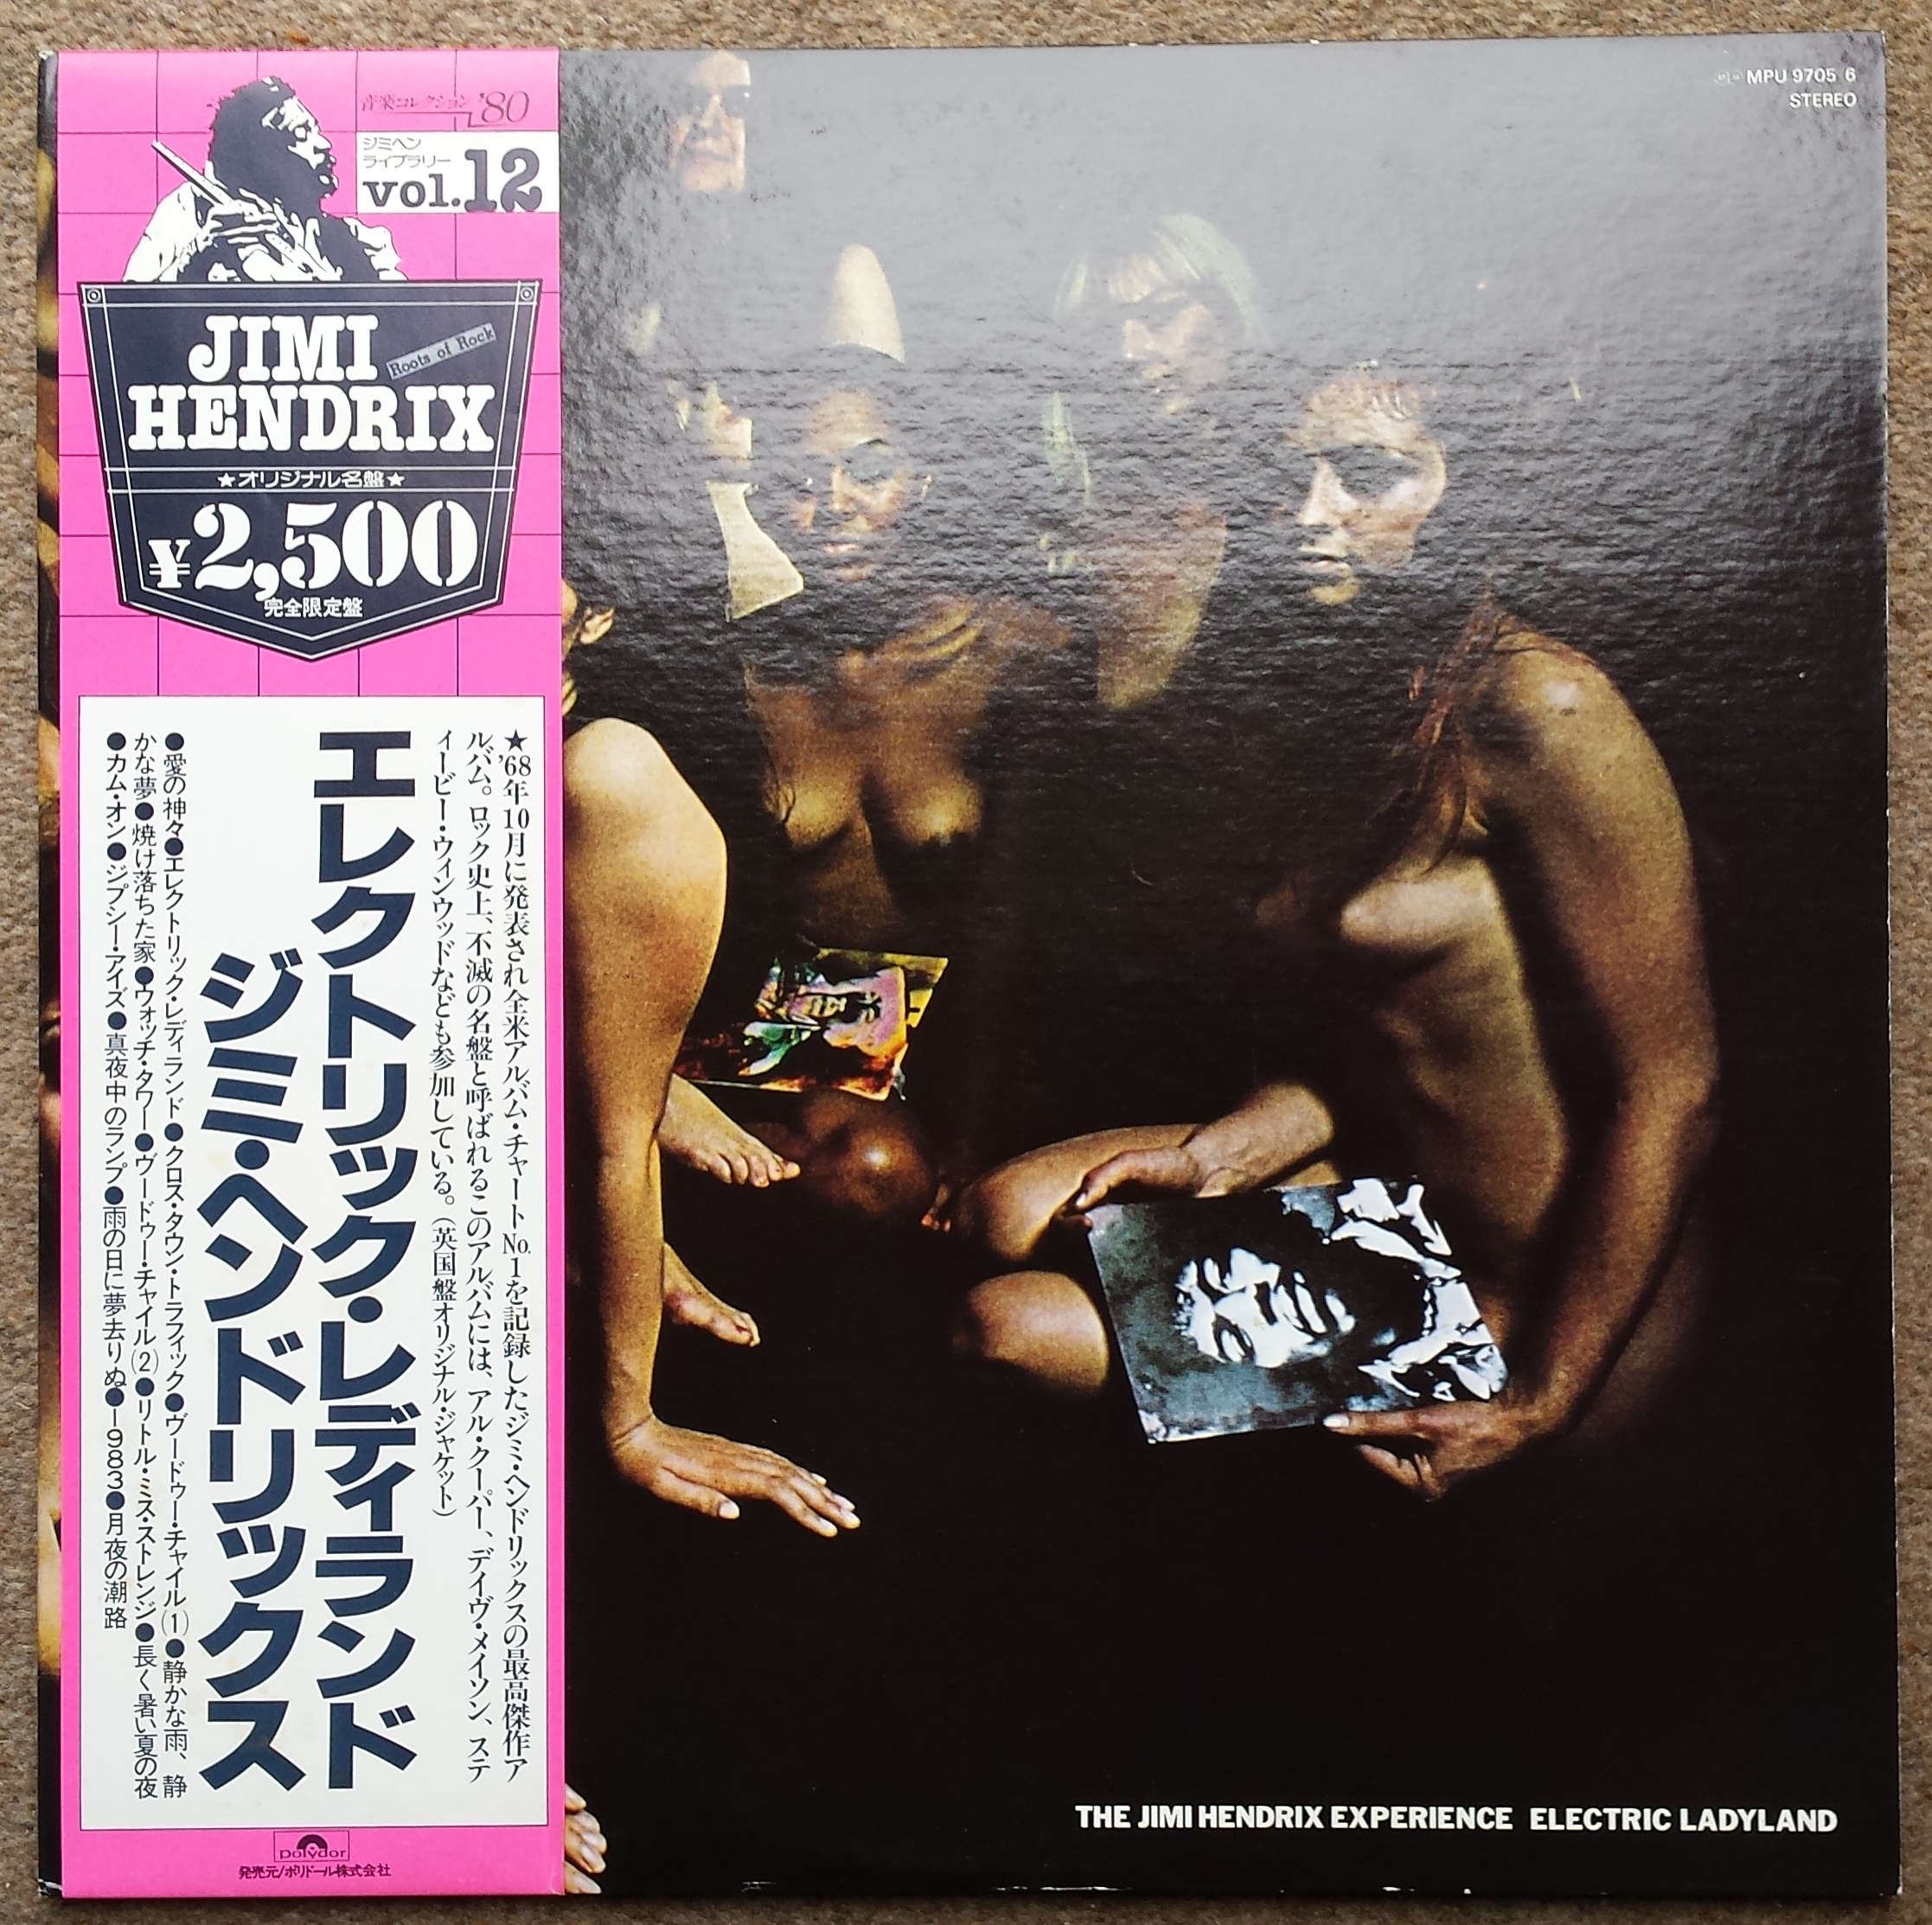 音楽コレクション'80
ジミヘン
ライブラリー
vol.12
JIMI
Roots of Rock
HENDRIX
★オリジナル名盤★
¥2,500
完全限定盤
★'68年10月に発表され全米アルバム・チャートNo.1を記録したジミ・ヘンドリックスの最高傑作ア
ルバム。ロック史上、不滅の名盤と呼ばれるこのアルバムには、アル・クーパー、デイヴ・メイソン、ステ
ィービー・ウィンウッドなども参加している。(英国盤オリジナル・ジャケット)
エレクトリック・レディランド
ジミ・ヘンドリックス
●愛の神々●エレクトリック・レディランド●クロス・タウン・トラフィック●ヴードゥー・チャイル(1)●静かな雨、静
かな夢●焼け落ちた家●ウォッチ・タワー●ヴードゥー・チャイル(2)●リトル・ミス・ストレンジ●長く暑い夏の夜
●カム・オン●ジプシー・アイズ●真夜中のランプ●雨の日に夢去りぬ●1983●月夜の潮路
polydor
発売元/ポリドール株式会社
MPU 9705 6
STEREO
THE JIMI HENDRIX EXPERIENCE ELECTRIC LADYLAND